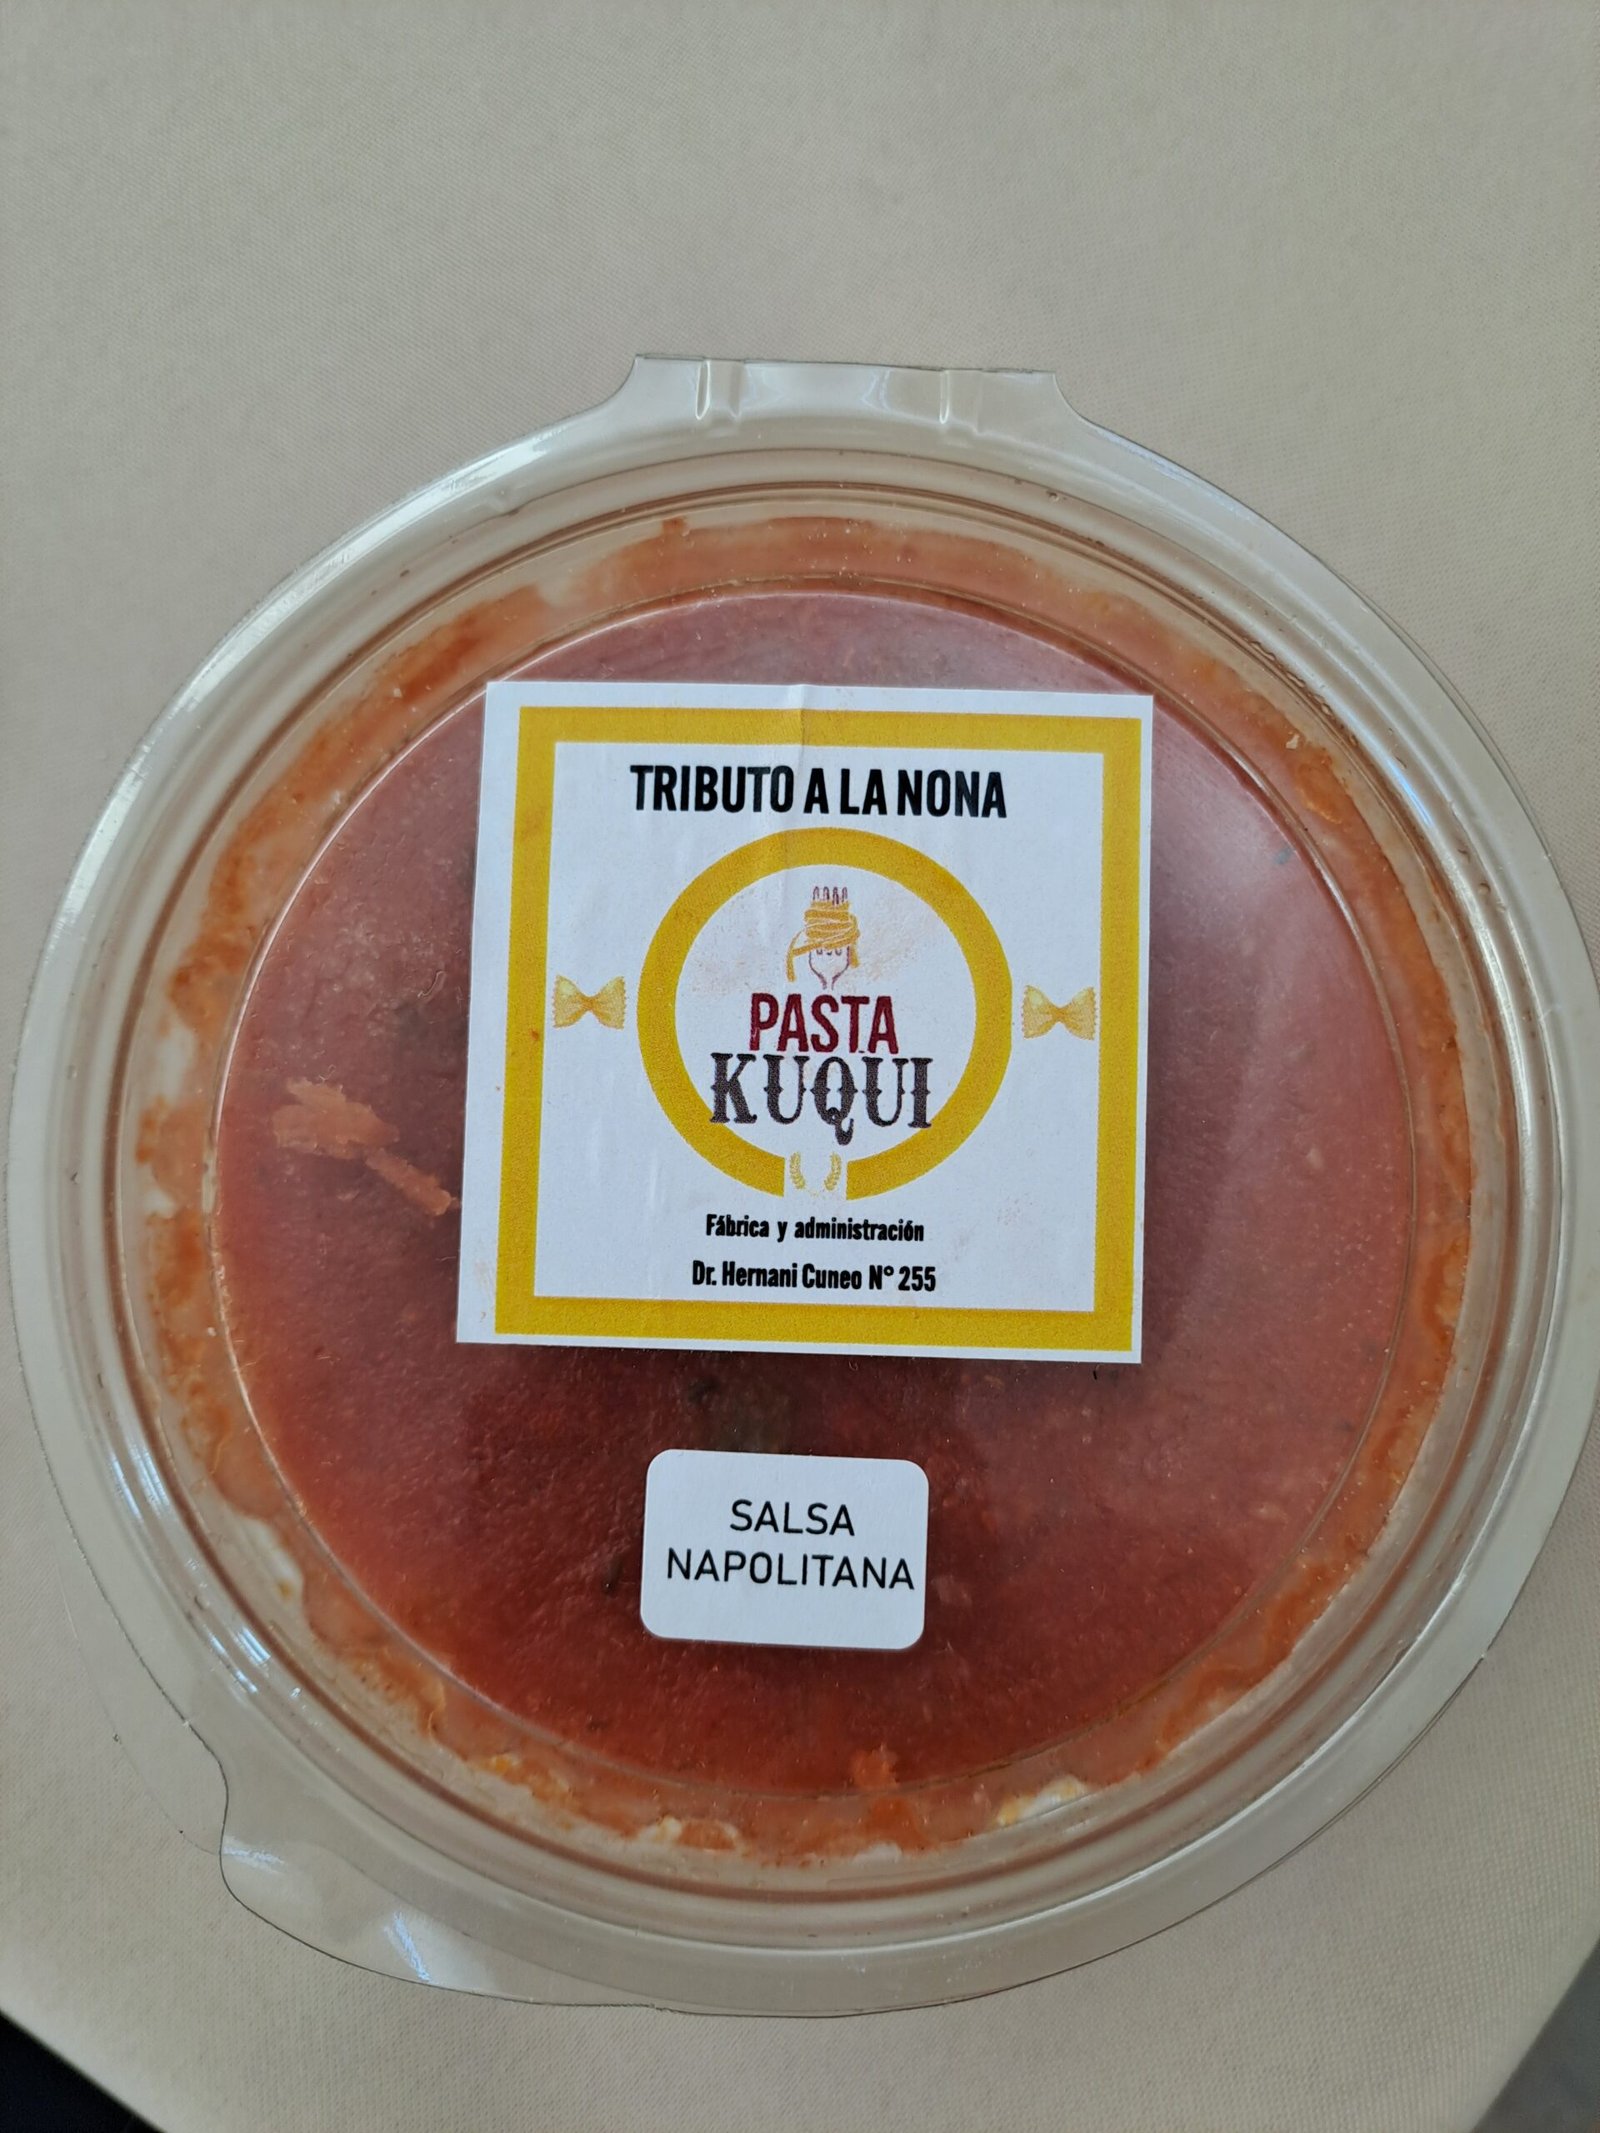 TRIBUTO A LA NONA
PASTA
KUQUI
Fábrica y administración
Dr. Hernani Cuneo N° 255
SALSA
NAPOLITANA